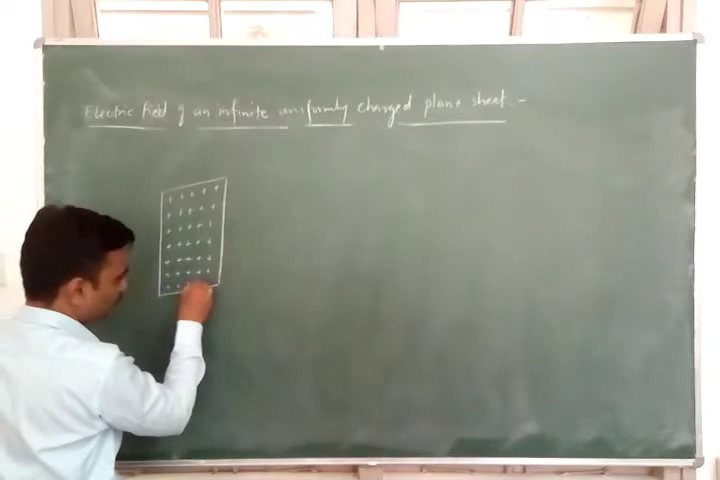 Electric field of an infinite uniformly charged plane sheet :-
+ + + + +
+ + + + +
+ + + + +
+ + + + +
+ + + + +
+ + + + +